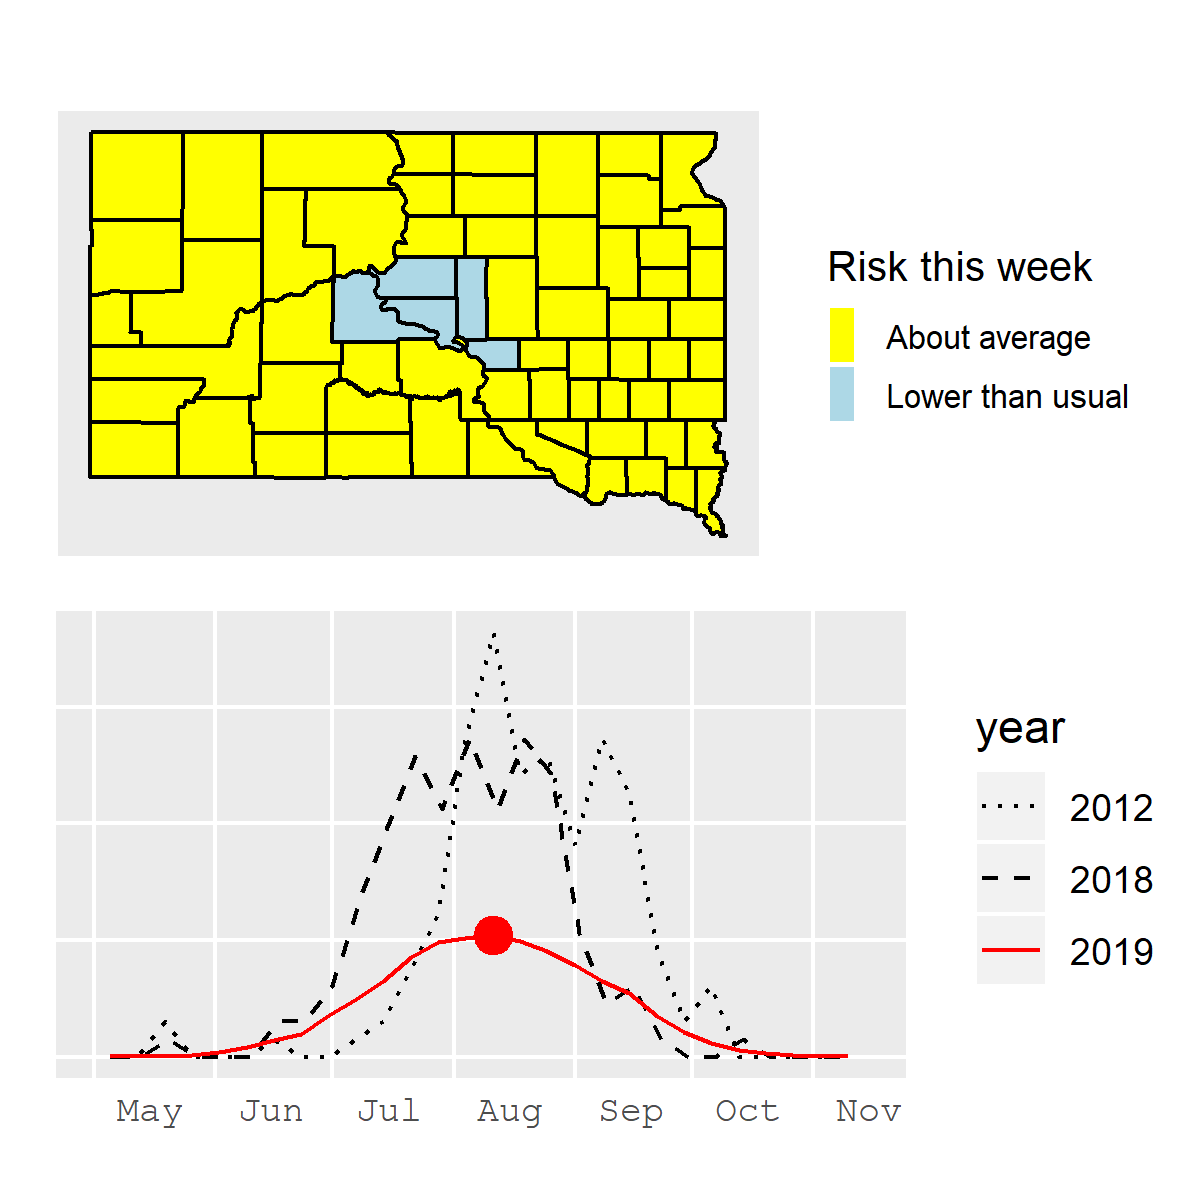 Risk this week
About average
Lower than usual
year
2012
2018
2019
May Jun Jul Aug Sep Oct Nov